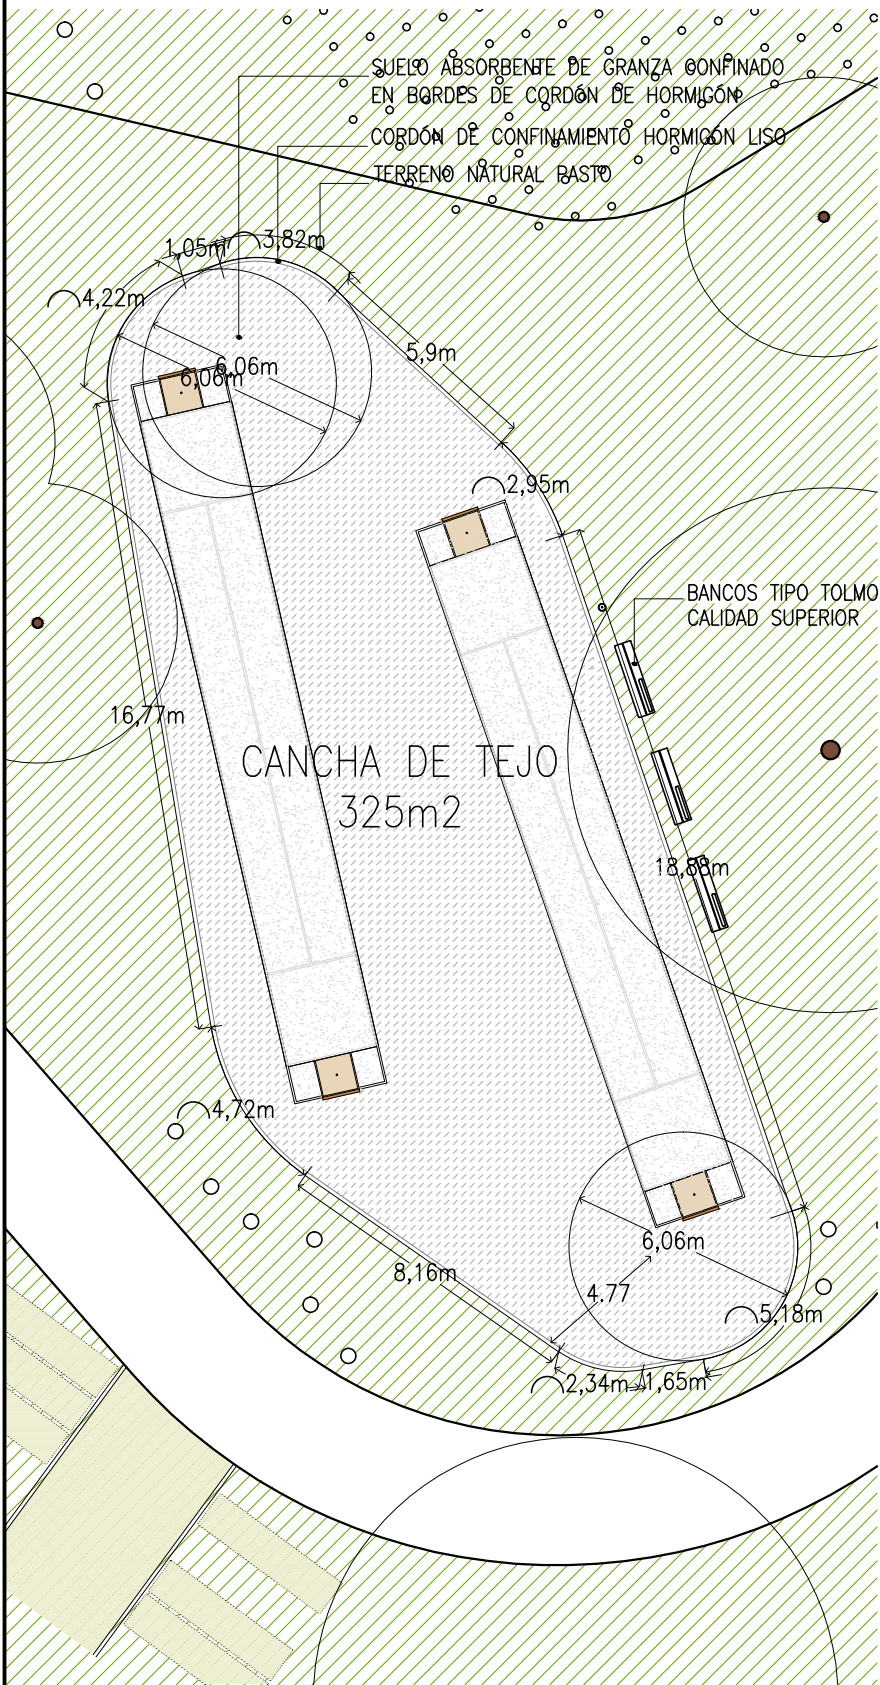 SUELO ABSORBENTE DE GRANZA CONFINADO
EN BORDES DE CORDÓN DE HORMIGÓN
CORDÓN DE CONFINAMIENTO HORMIGÓN LISO
TERRENO NATURAL PASTO
1,05m
3,82m
4,22m
5,9m
6,06m
6,06m
2,95m
BANCOS TIPO TOLMO
CALIDAD SUPERIOR
16,77m
CANCHA DE TEJO
325m2
18,88m
4,72m
6,06m
8,16m
4.77
5,18m
2,34m
1,65m